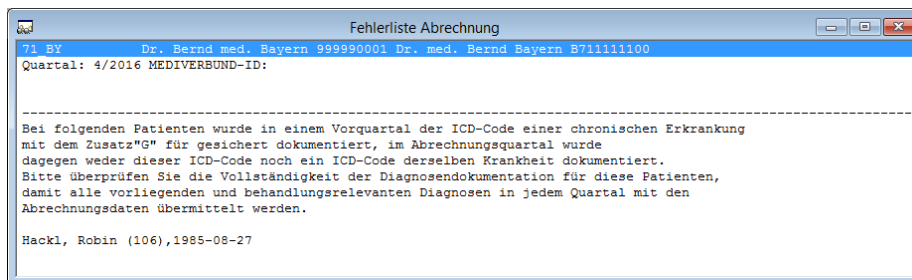 Fehlerliste Abrechnung
71_BY Dr. Bernd med. Bayern 999990001 Dr. med. Bernd Bayern B711111100
Quartal: 4/2016 MEDIVERBUND-ID:
--------------------------------------------------------------------------------------------------------------
Bei folgenden Patienten wurde in einem Vorquartal der ICD-Code einer chronischen Erkrankung
mit dem Zusatz"G" für gesichert dokumentiert, im Abrechnungsquartal wurde
dagegen weder dieser ICD-Code noch ein ICD-Code derselben Krankheit dokumentiert.
Bitte überprüfen Sie die Vollständigkeit der Diagnosendokumentation für diese Patienten,
damit alle vorliegenden und behandlungsrelevanten Diagnosen in jedem Quartal mit den
Abrechnungsdaten übermittelt werden.
Hackl, Robin (106),1985-08-27